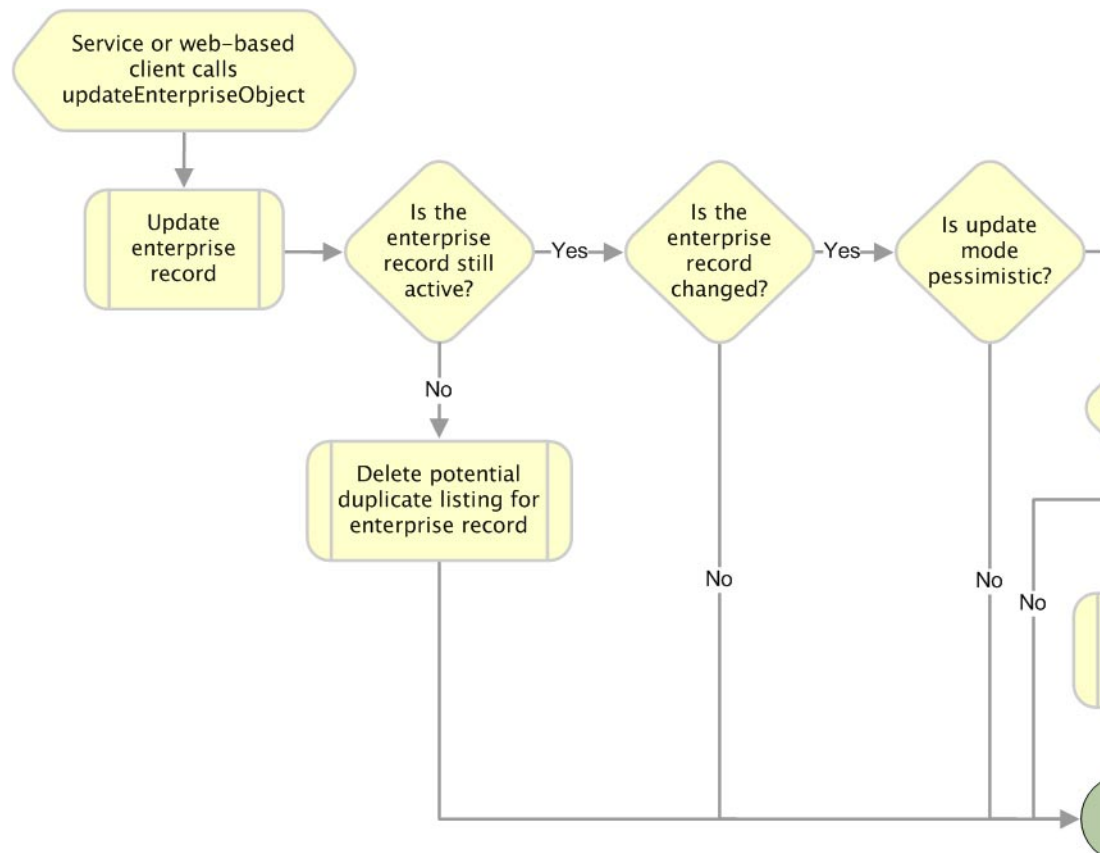 Service or web-based
client calls
updateEnterpriseObject
Update
enterprise
record
Is the
enterprise
record still
active?
Yes
Is the
enterprise
record
changed?
Yes
Is update
mode
pessimistic?
No
Delete potential
duplicate listing for
enterprise record
No
No
No